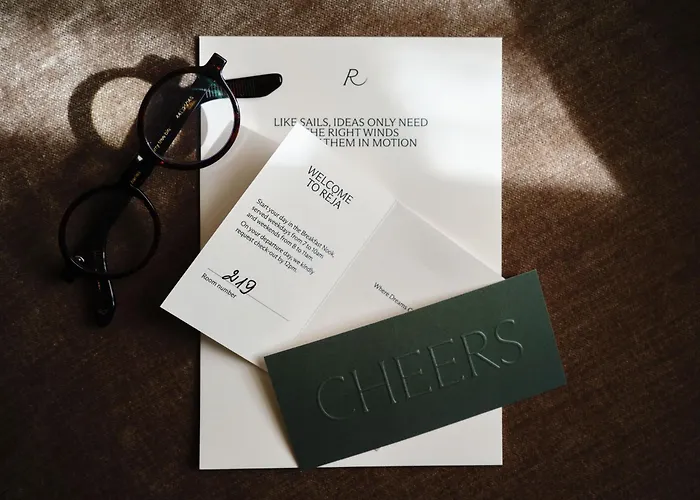 R
LIKE SAILS, IDEAS ONLY NEED
THE RIGHT WINDS
THEM IN MOTION
WELCOME
TO REJA
Start your day in the Breakfast Nook,
served weekdays from 7 to 10am
and weekends from 8 to 11am.
On your departure day, we kindly
request check-out by 12pm.
219
Room number
Where Dreams
CHEERS